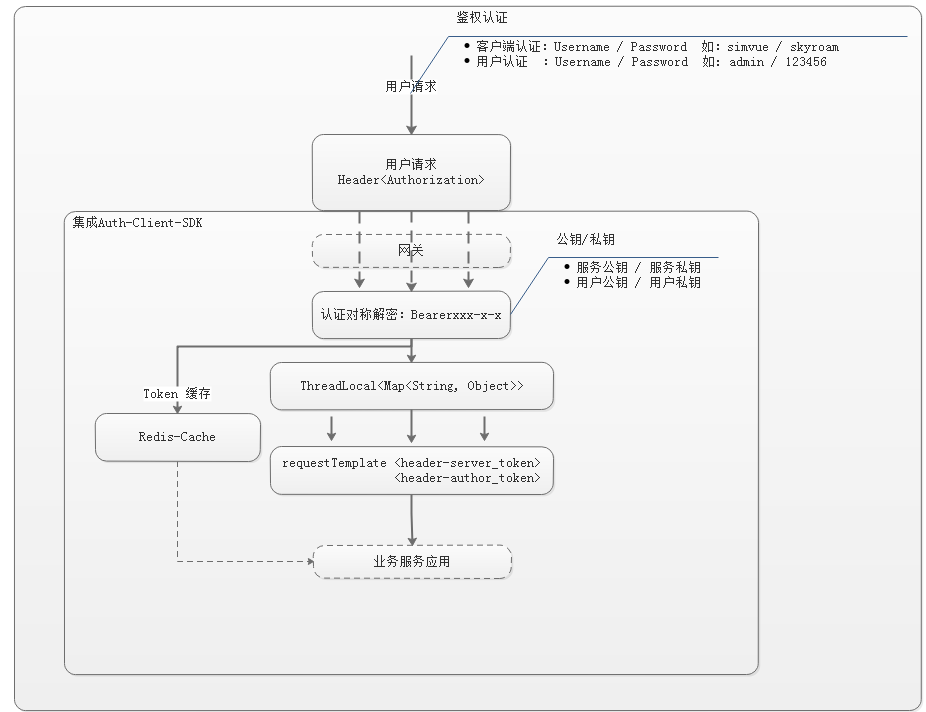 鉴权认证
● 客户端认证: Username / Password 如: simvue / skyroam
● 用户认证 : Username / Password 如: admin / 123456
用户请求
用户请求
Header<Authorization>
集成Auth-Client-SDK
网关
公钥/私钥
● 服务公钥 / 服务私钥
● 用户公钥 / 用户私钥
认证对称解密: Bearerxxx-x-x
ThreadLocal<Map<String, Object>>
Token 缓存
Redis-Cache
requestTemplate <header-server_token>
<header-author_token>
业务服务应用